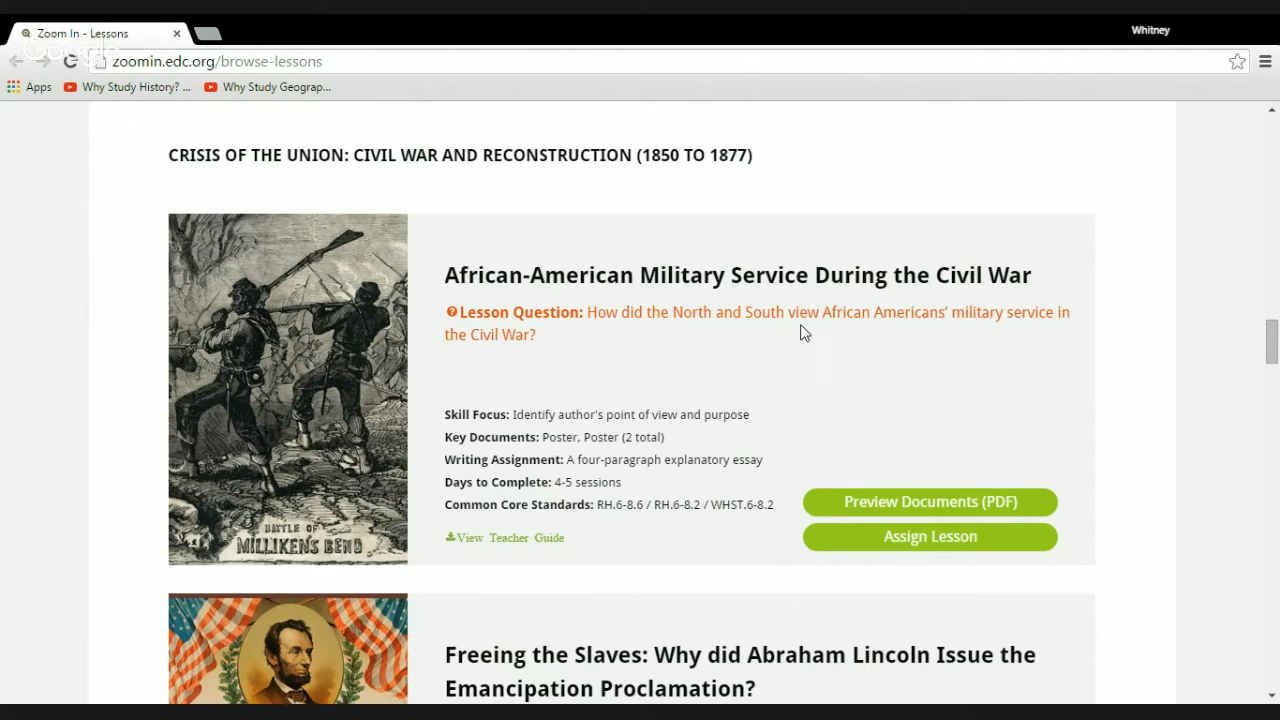 Zoom In - Lessons
Whitney
Google
zoomin.edc.org/browse-lessons
Apps
Why Study History? ...
Why Study Geograp...
CRISIS OF THE UNION: CIVIL WAR AND RECONSTRUCTION (1850 TO 1877)
African-American Military Service During the Civil War
Lesson Question: How did the North and South view African Americans' military service in
the Civil War?
Skill Focus: Identify author's point of view and purpose
Key Documents: Poster, Poster (2 total)
Writing Assignment: A four-paragraph explanatory essay
Days to Complete: 4-5 sessions
Common Core Standards: RH.6-8.6 / RH.6-8.2 / WHST.6-8.2
Preview Documents (PDF)
View Teacher Guide
Assign Lesson
BATTLE OF
MILLIKEN'S BEND
Freeing the Slaves: Why did Abraham Lincoln Issue the
Emancipation Proclamation?